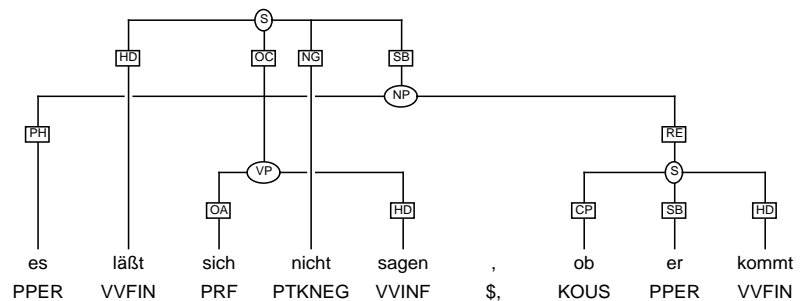 S
HD OC NG SB
NP
PH RE
VP S
OA HD CP SB HD
es läßt sich nicht sagen , ob er kommt
PPER VVFIN PRF PTKNEG VVINF $, KOUS PPER VVFIN